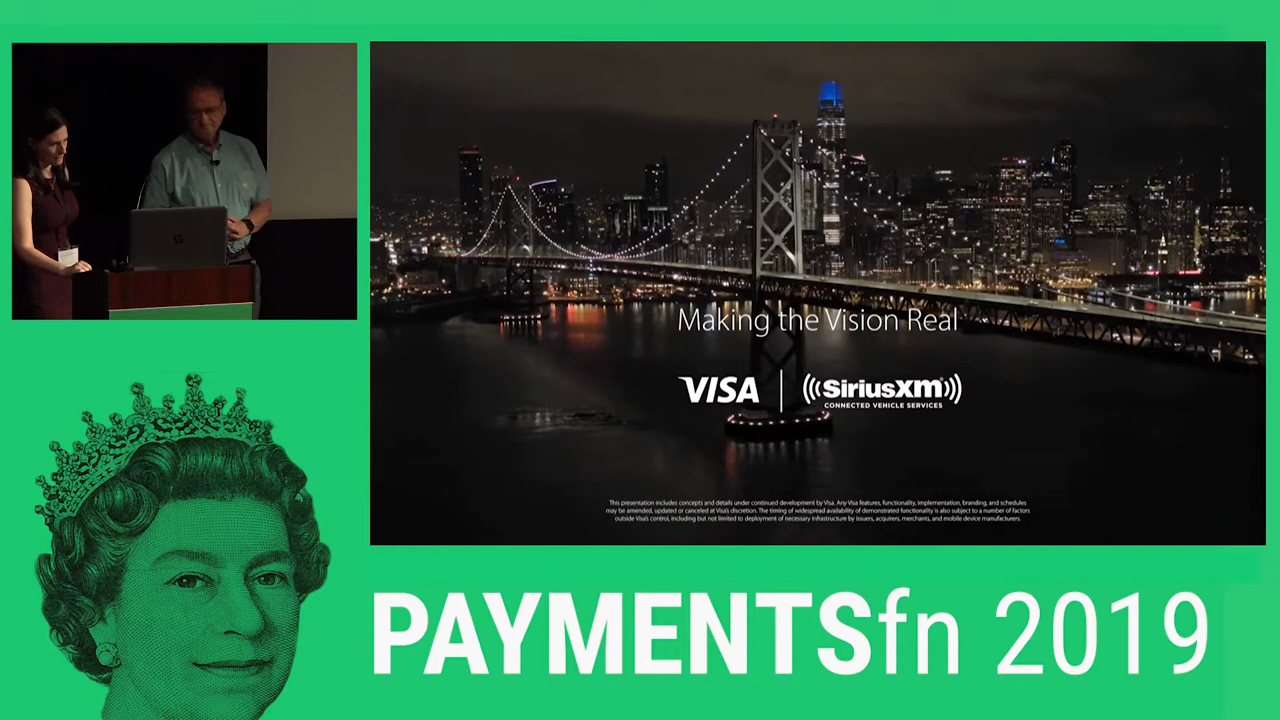 Making the Vision Real
VISA
SiriusXM
CONNECTED VEHICLE SERVICES
This presentation includes concepts and details under continued development by Visa. Any Visa features, functionality, implementation, branding, and schedules
may be amended, updated or canceled at Visa's discretion. The timing of widespread availability of demonstrated functionality is also subject to a number of factors
outside Visa's control, including but not limited to deployment of necessary infrastructure by issuers, acquirers, merchants, and mobile device manufacturers.
PAYMENTSfn 2019